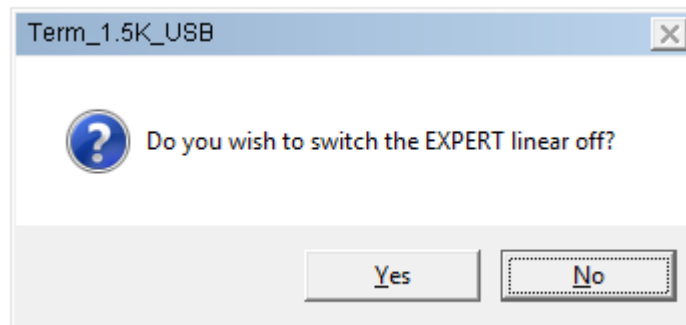 Term_1.5K_USB
Do you wish to switch the EXPERT linear off?
Yes
No